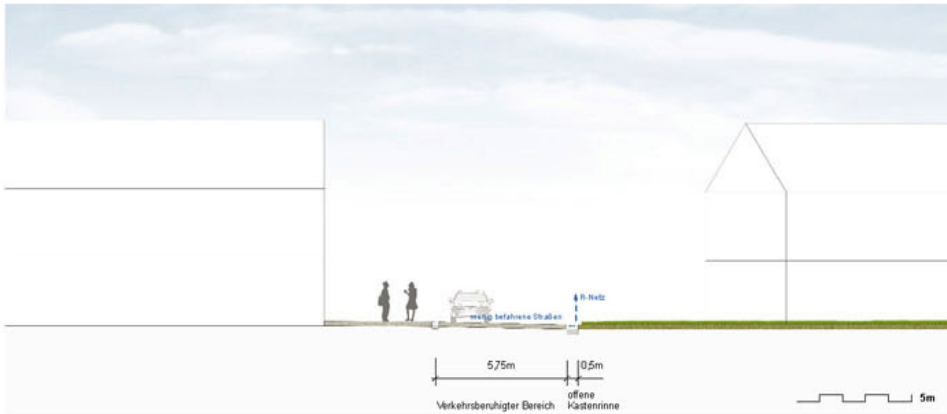 R-Netz
wenig befahrene Straßen
5,75m
0,5m
Verkehrsberuhigter Bereich
offene
Kastenrinne
5m